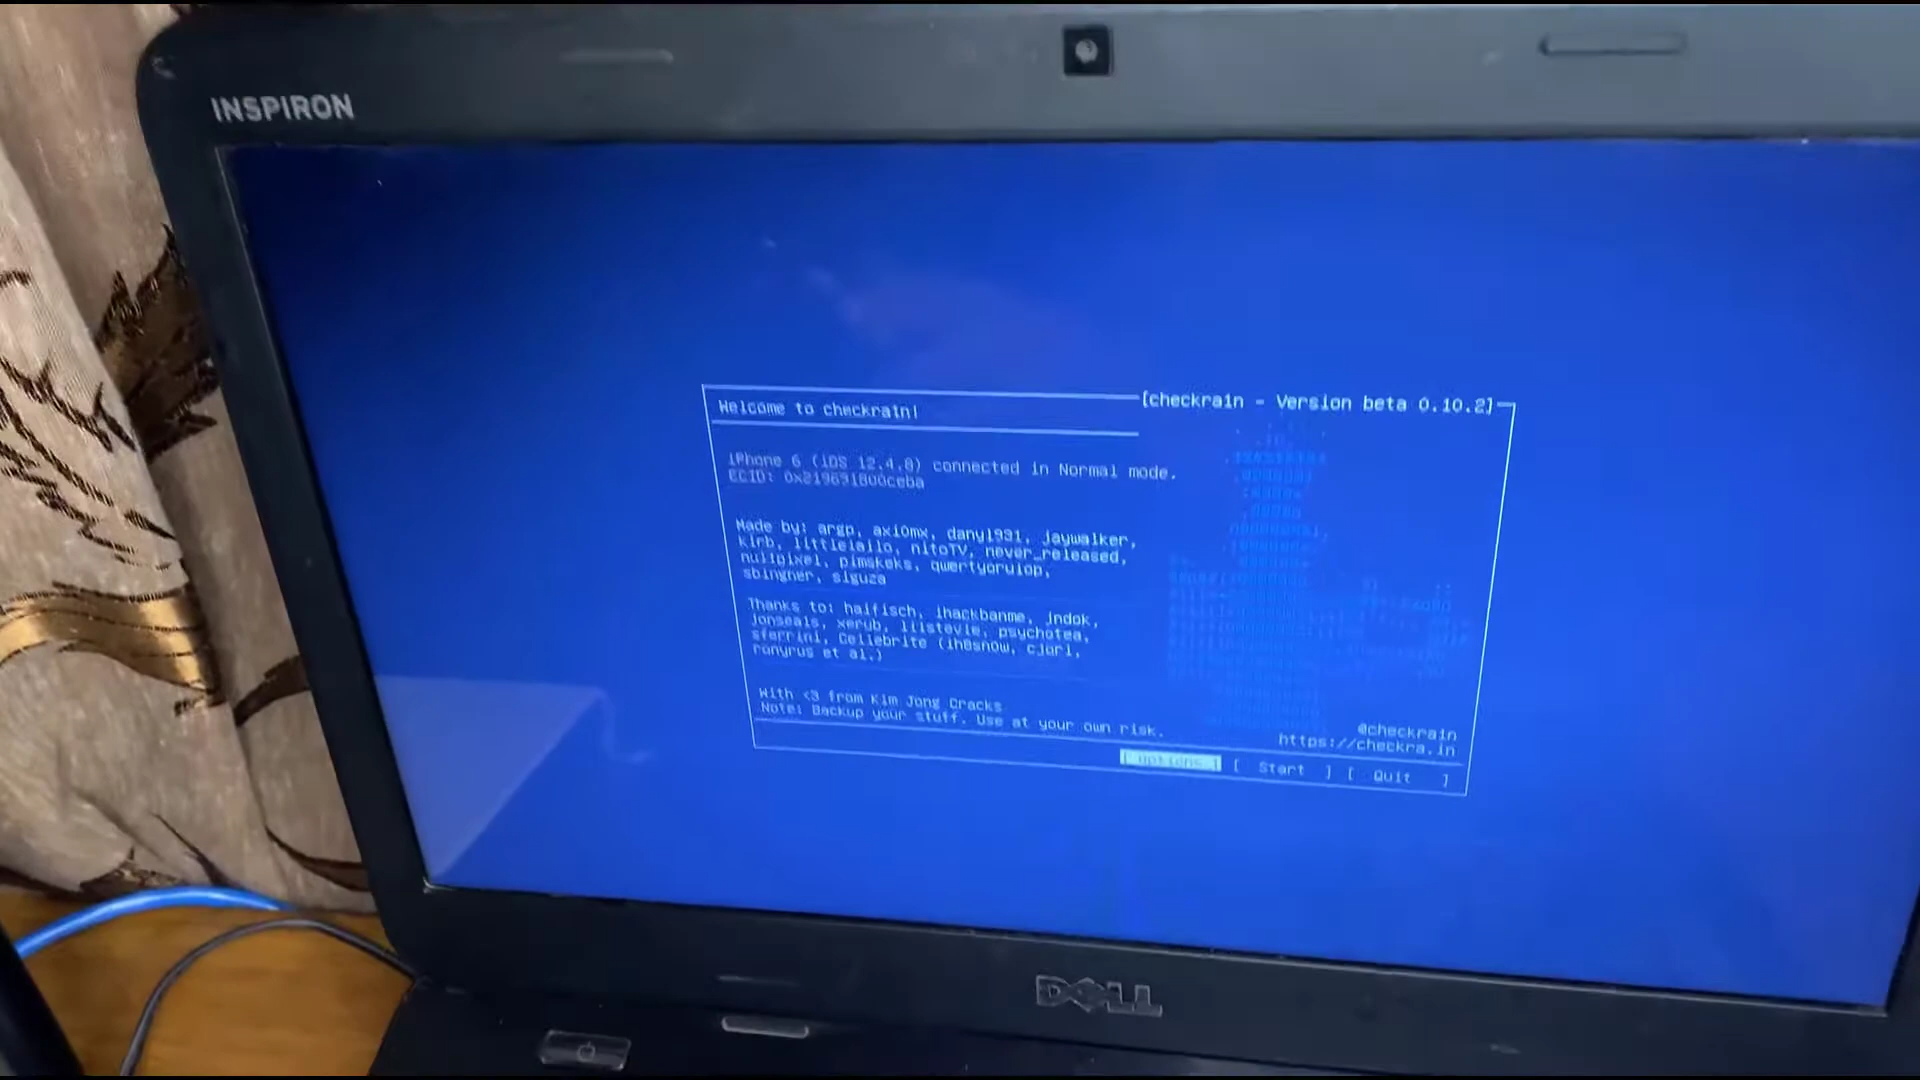 INSPIRON
[checkra1n - Version beta 0.10.2]
Welcome to checkra1n!
iPhone 6 (iOS 12.4.8) connected in Normal mode.
ECID: 0x219691800ceba
Made by: argp, axi0mx, danyl931, jaywalker,
kirb, littlelailo, nitoTV, never_released,
nullpixel, pimskeks, qwertyoruiop,
sbingner, siguza
Thanks to: haifisch, ihackbanme, jndok,
jonseals, xerub, lilstevie, psychotea,
sferrini, Cellebrite (ih8sn0w, cjori,
ronyrus et al.)
With <3 from Kim Jong Cracks
Note: Backup your stuff. Use at your own risk.
@checkra1n
https://checkra.in
[ Options ] [ Start ] [ Quit ]
DELL